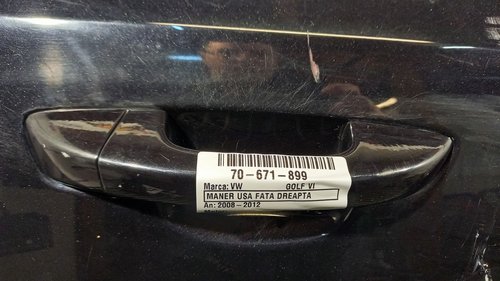 70-671-899
Marca: VW GOLF VI
MANER USA FATA DREAPTA
An: 2008 - 2012